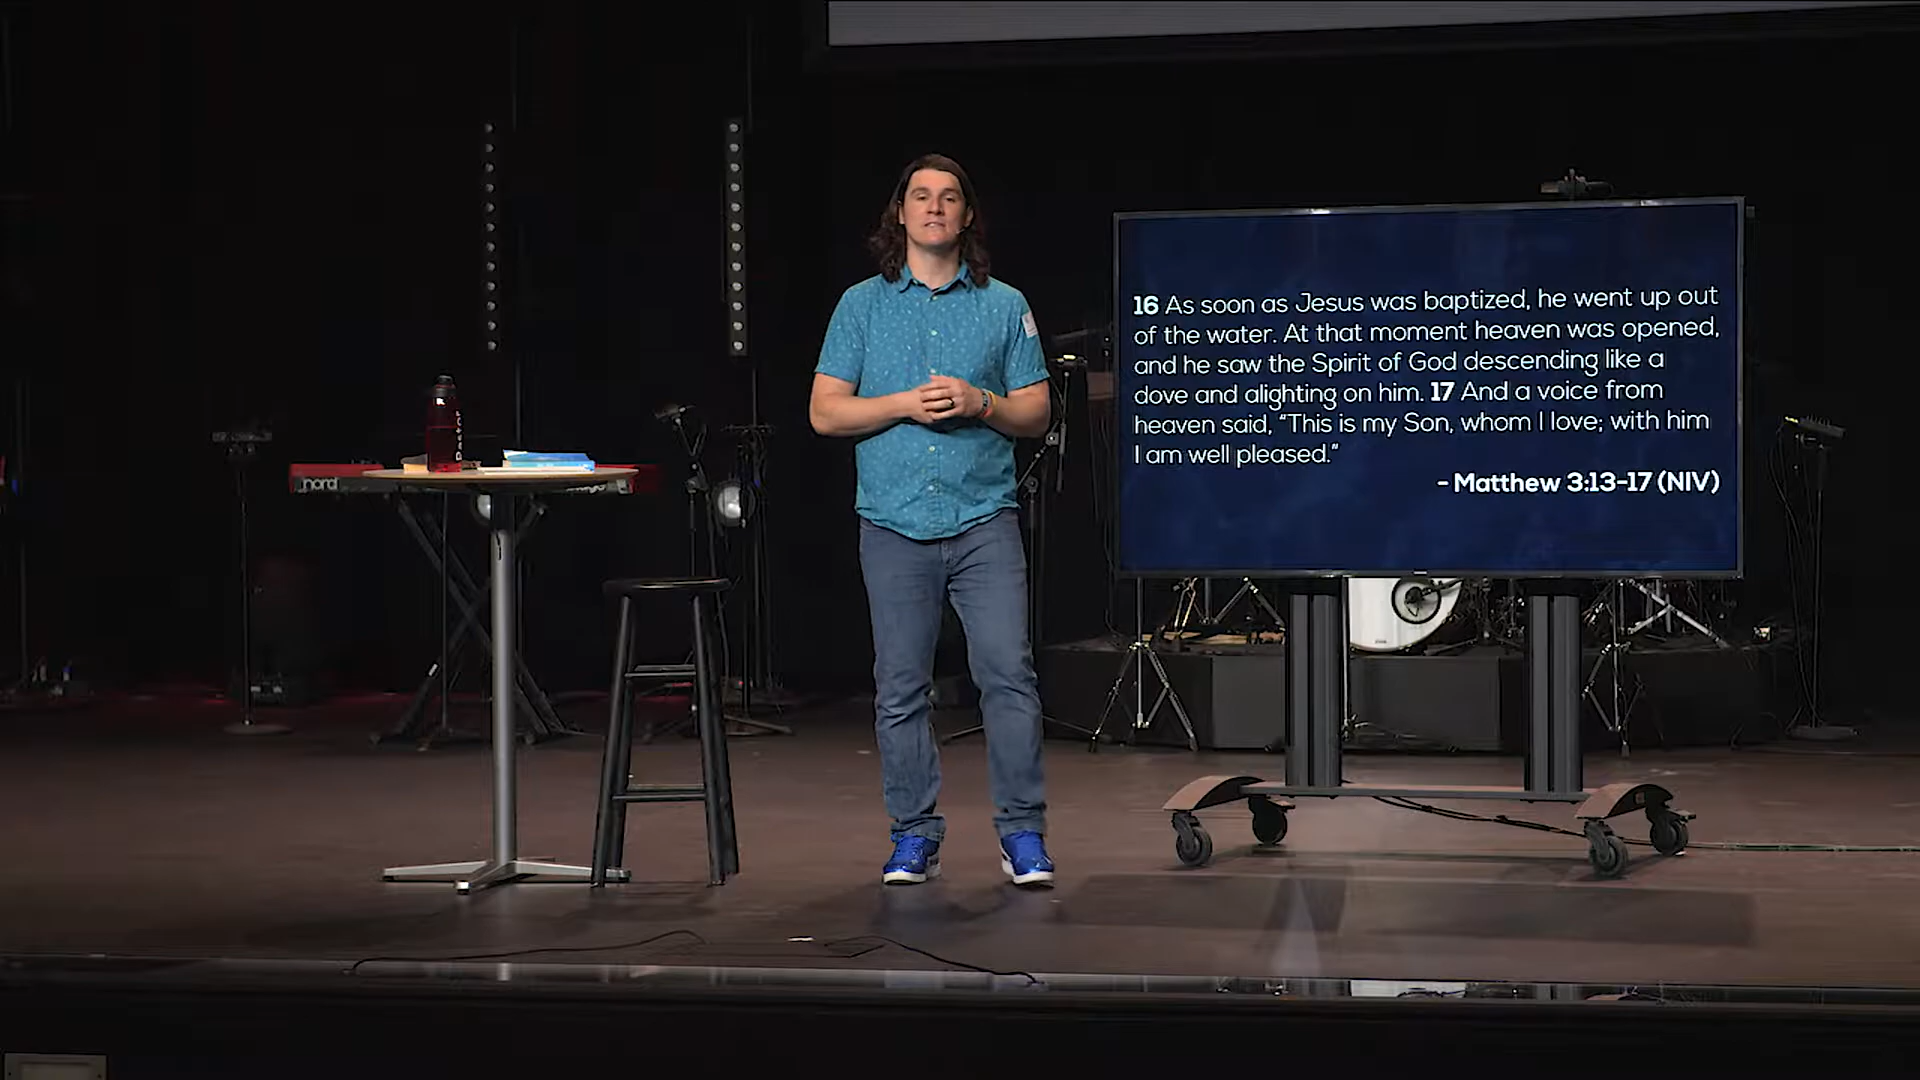 16 As soon as Jesus was baptized, he went up out
of the water. At that moment heaven was opened,
and he saw the Spirit of God descending like a
dove and alighting on him. 17 And a voice from
heaven said, “This is my Son, whom I love; with him
I am well pleased.”
- Matthew 3:13-17 (NIV)
nord